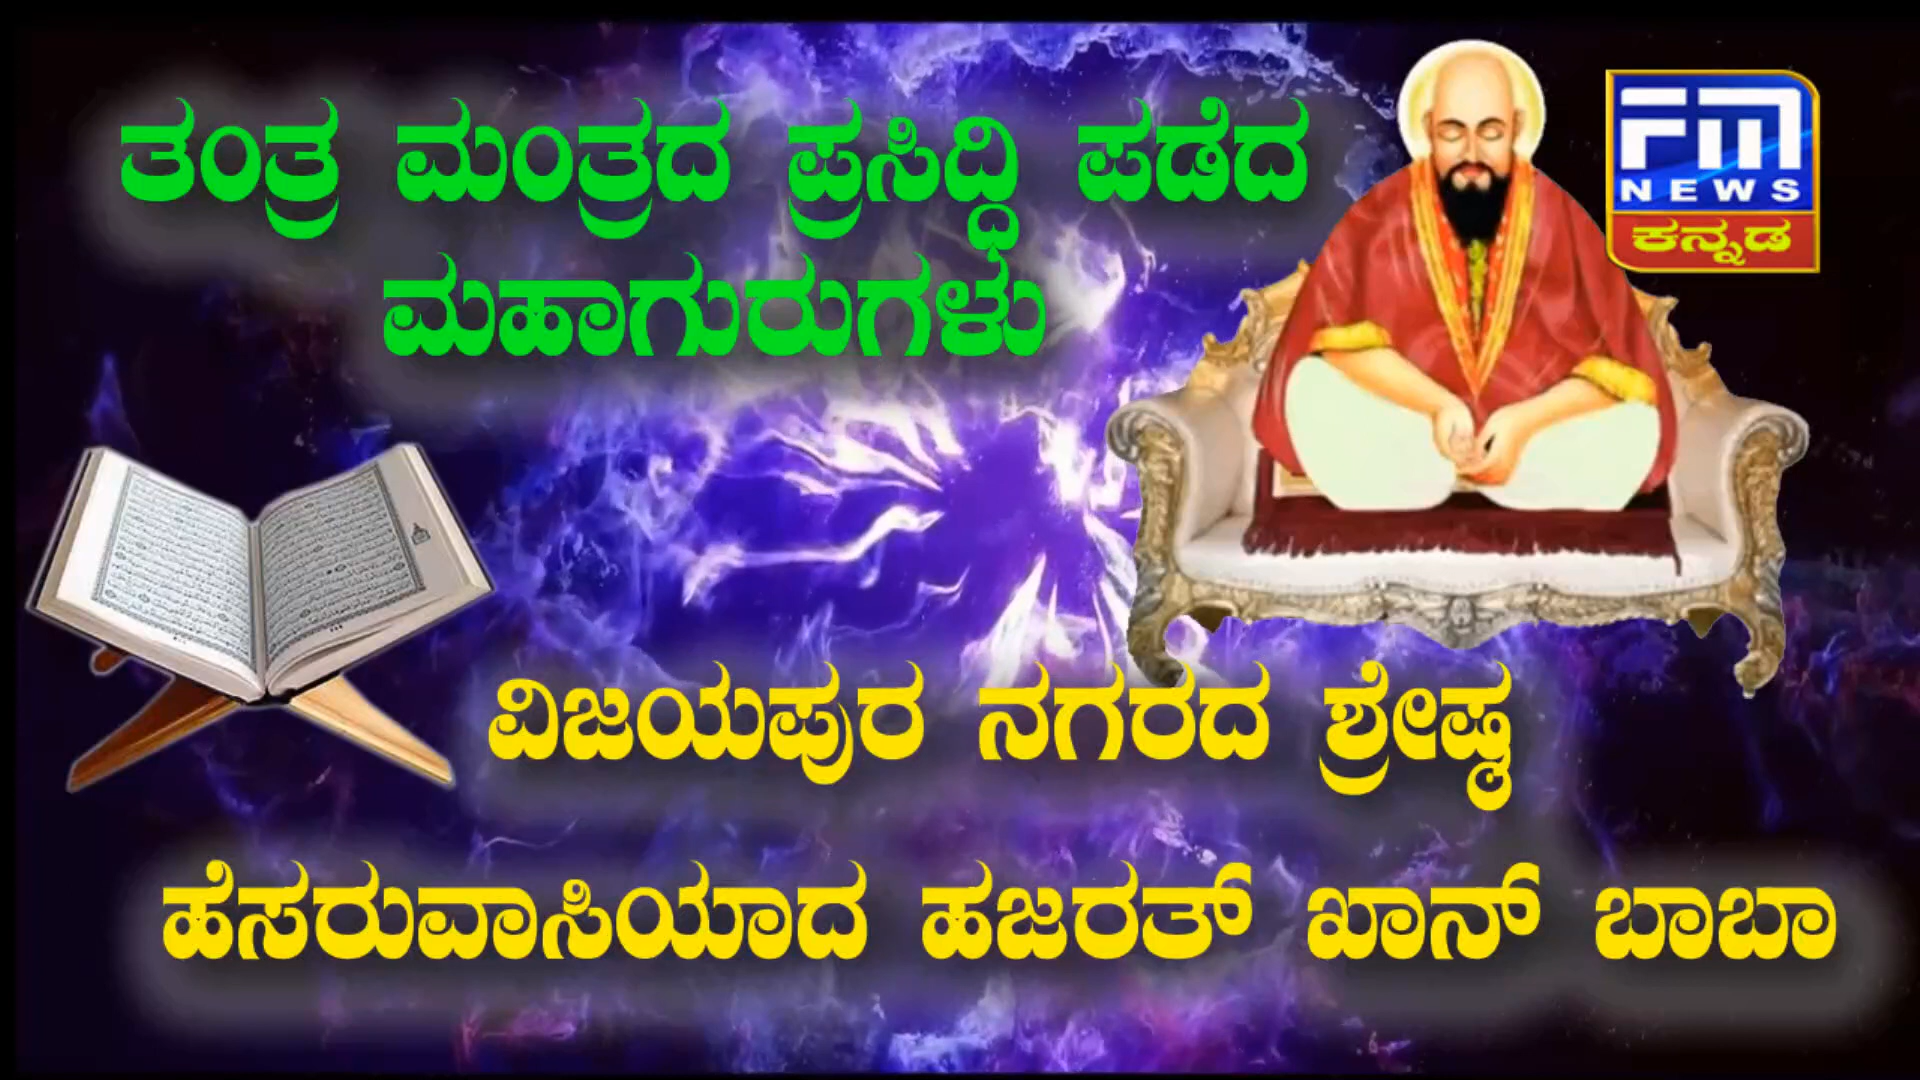 ತಂತ್ರ ಮಂತ್ರದ ಪ್ರಸಿದ್ಧಿ ಪಡೆದ
ಮಹಾಗುರುಗಳು
FM
NEWS
ಕನ್ನಡ
ವಿಜಯಪುರ ನಗರದ ಶ್ರೇಷ್ಠ
ಹೆಸರುವಾಸಿಯಾದ ಹಜರತ್ ಖಾನ್ ಬಾಬಾ